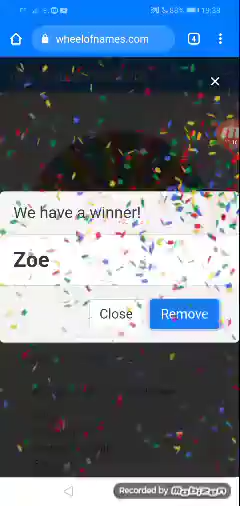 19:38
wheelofnames.com
4
We have a winner!
Zoe
Close
Remove
Recorded by Mobizen